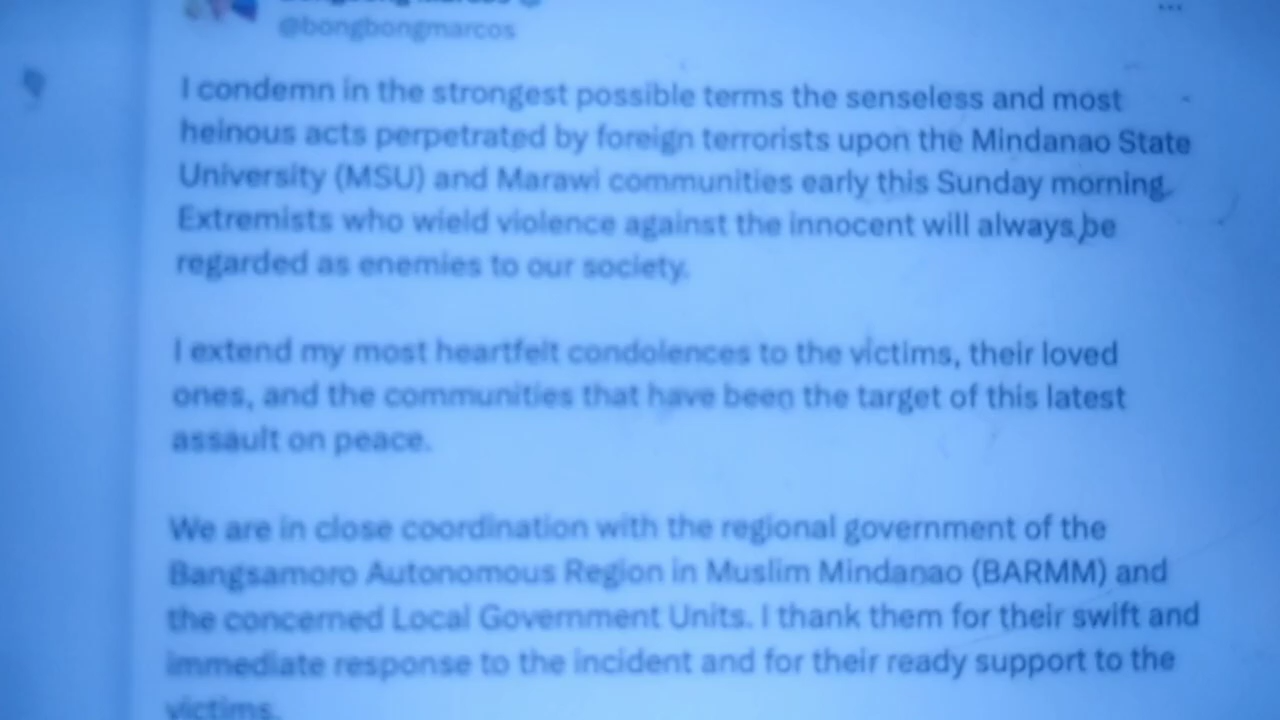 @bongbongmarcos
I condemn in the strongest possible terms the senseless and most
heinous acts perpetrated by foreign terrorists upon the Mindanao State
University (MSU) and Marawi communities early this Sunday morning.
Extremists who wield violence against the innocent will always be
regarded as enemies to our society.
I extend my most heartfelt condolences to the victims, their loved
ones, and the communities that have been the target of this latest
assault on peace.
We are in close coordination with the regional government of the
Bangsamoro Autonomous Region in Muslim Mindanao (BARMM) and
the concerned Local Government Units. I thank them for their swift and
immediate response to the incident and for their ready support to the
victims.